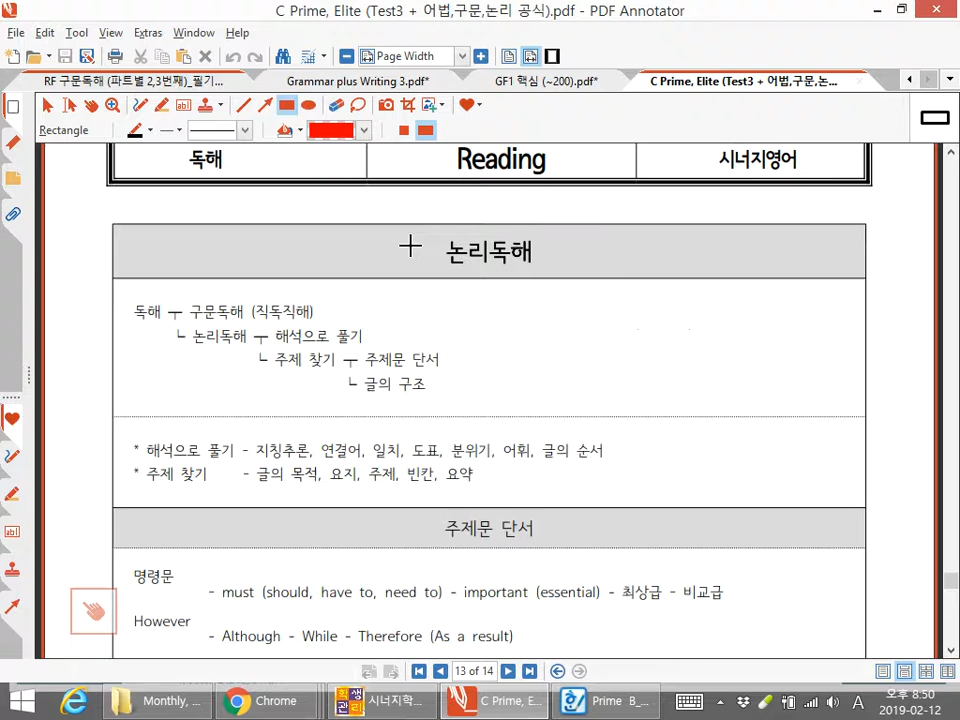 C Prime, Elite (Test3 + 어법,구문,논리 공식).pdf - PDF Annotator
File Edit Tool View Extras Window Help
Page Width
RF 구문독해 (파트별 2,3번째)_필기... Grammar plus Writing 3.pdf* GF1 핵심 (~200).pdf* C Prime, Elite (Test3 + 어법,구문,논...
Rectangle
독해 Reading 시너지영어
논리독해
독해 ┬ 구문독해 (직독직해)
└ 논리독해 ┬ 해석으로 풀기
└ 주제 찾기 ┬ 주제문 단서
└ 글의 구조
* 해석으로 풀기 - 지칭추론, 연결어, 일치, 도표, 분위기, 어휘, 글의 순서
* 주제 찾기 - 글의 목적, 요지, 주제, 빈칸, 요약
주제문 단서
명령문
- must (should, have to, need to) - important (essential) - 최상급 - 비교급
However
- Although - While - Therefore (As a result)
13 of 14
Monthly, ... Chrome 학생관리 시너지학... C Prime, E... Prime B_... A 오후 8:50
2019-02-12